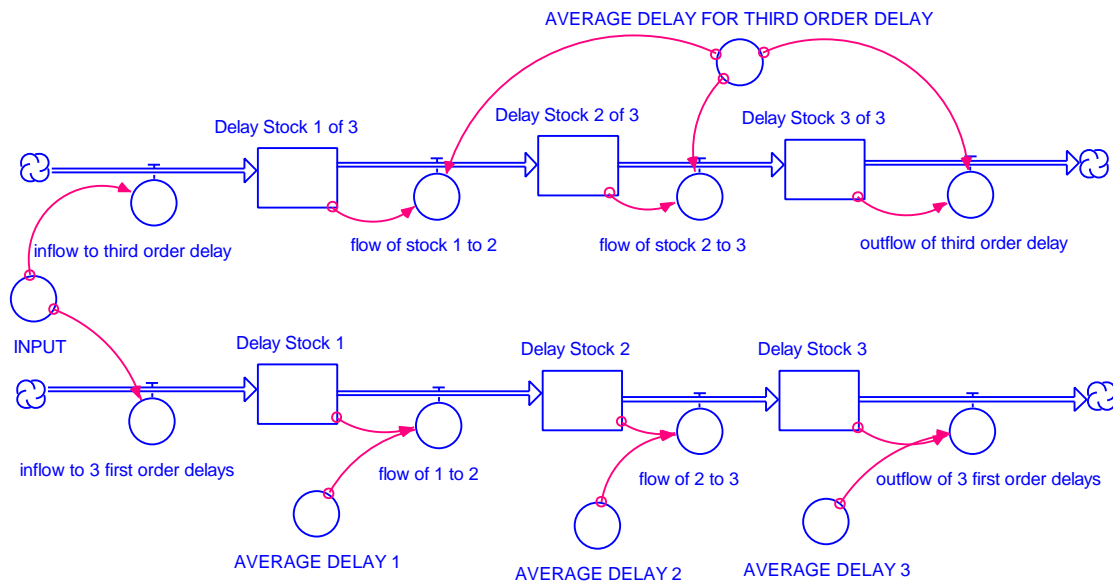 AVERAGE DELAY FOR THIRD ORDER DELAY
Delay Stock 1 of 3
Delay Stock 2 of 3
Delay Stock 3 of 3
inflow to third order delay
flow of stock 1 to 2
flow of stock 2 to 3
outflow of third order delay
INPUT
Delay Stock 1
Delay Stock 2
Delay Stock 3
inflow to 3 first order delays
flow of 1 to 2
flow of 2 to 3
outflow of 3 first order delays
AVERAGE DELAY 1
AVERAGE DELAY 2
AVERAGE DELAY 3